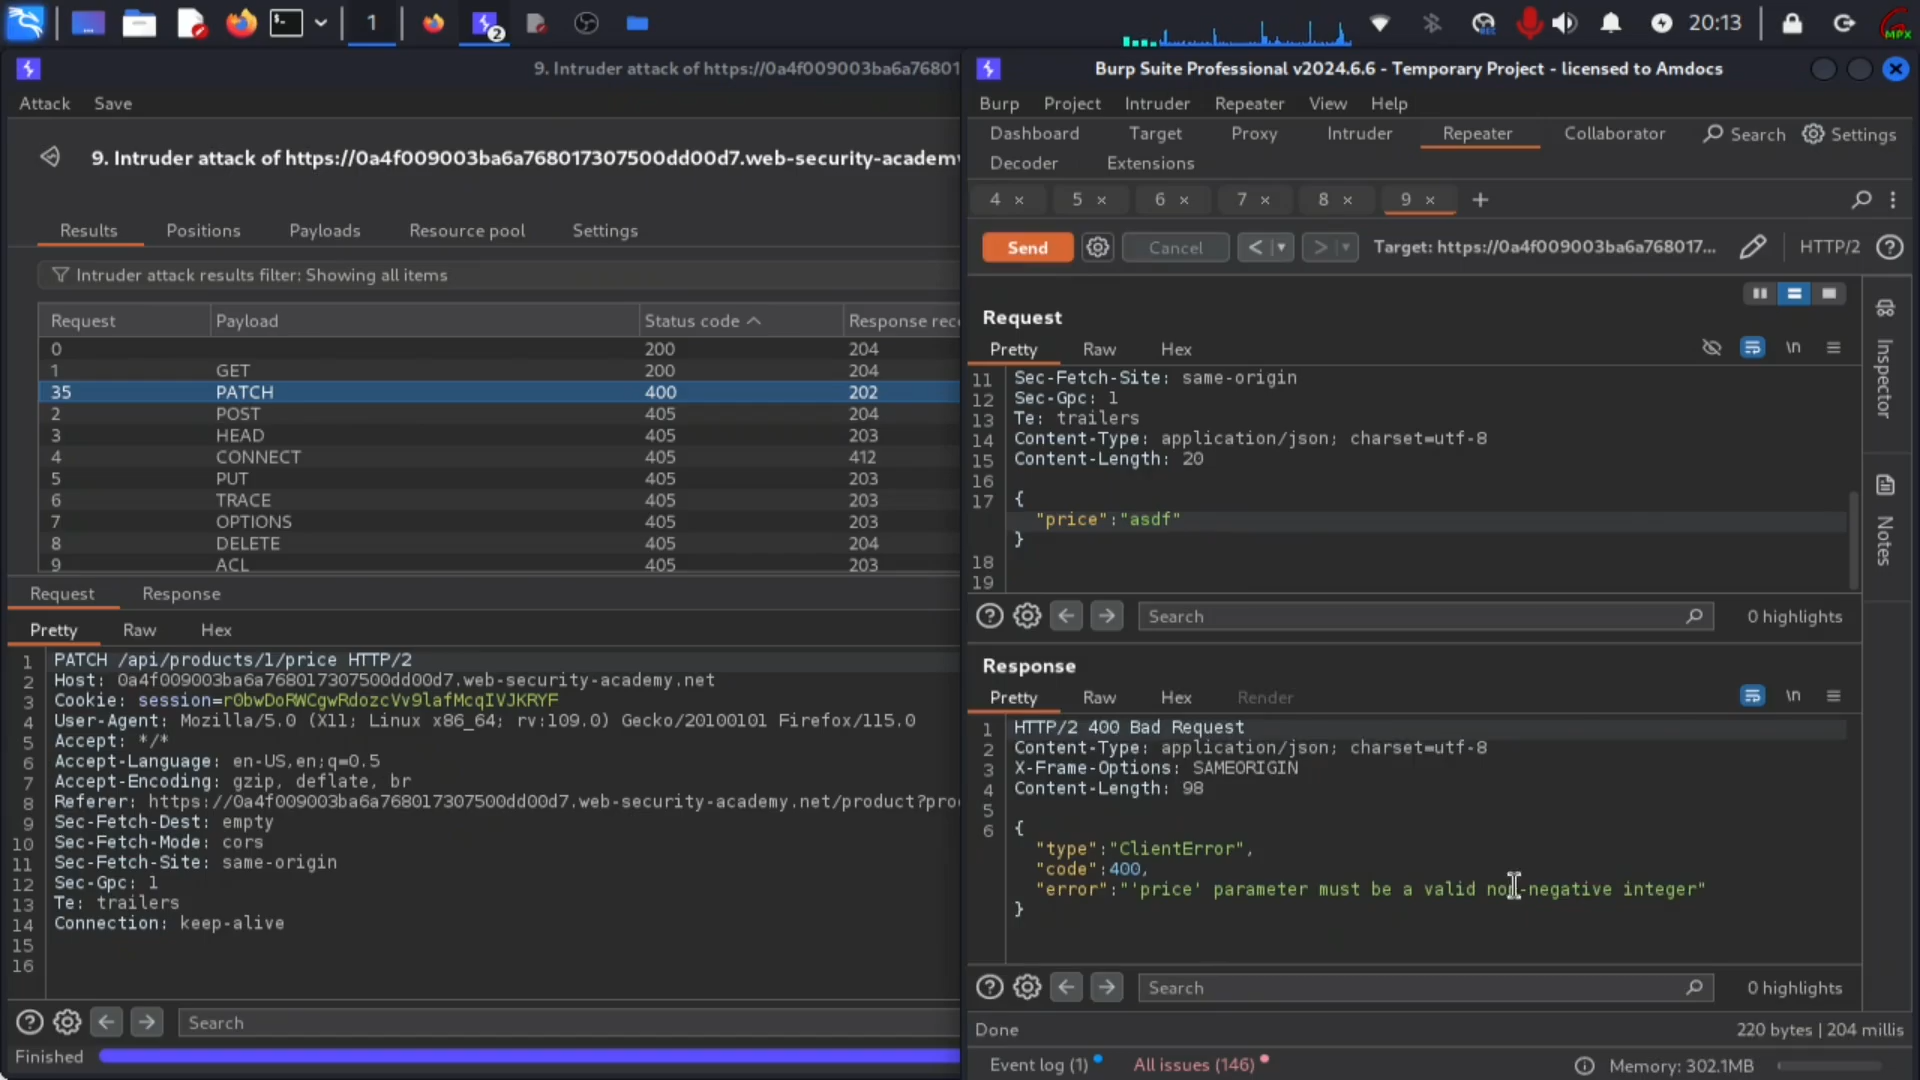 1
2
20:13
MPX
9. Intruder attack of https://0a4f009003ba6a76801
Attack Save
9. Intruder attack of https://0a4f009003ba6a768017307500dd00d7.web-security-academy
Results Positions Payloads Resource pool Settings
Intruder attack results filter: Showing all items
Request Payload Status code Response rec
0 200 204
1 GET 200 204
35 PATCH 400 202
2 POST 405 204
3 HEAD 405 203
4 CONNECT 405 412
5 PUT 405 203
6 TRACE 405 203
7 OPTIONS 405 203
8 DELETE 405 204
9 ACL 405 203
Request Response
Pretty Raw Hex
1 PATCH /api/products/1/price HTTP/2
2 Host: 0a4f009003ba6a768017307500dd00d7.web-security-academy.net
3 Cookie: session=r0bwDoRWCgwRdozcVv9lafMcqIVJKRYF
4 User-Agent: Mozilla/5.0 (X11; Linux x86_64; rv:109.0) Gecko/20100101 Firefox/115.0
5 Accept: */*
6 Accept-Language: en-US,en;q=0.5
7 Accept-Encoding: gzip, deflate, br
8 Referer: https://0a4f009003ba6a768017307500dd00d7.web-security-academy.net/product?pro
9 Sec-Fetch-Dest: empty
10 Sec-Fetch-Mode: cors
11 Sec-Fetch-Site: same-origin
12 Sec-Gpc: 1
13 Te: trailers
14 Connection: keep-alive
15
16
Search
Finished
Burp Suite Professional v2024.6.6 - Temporary Project - licensed to Amdocs
Burp Project Intruder Repeater View Help
Dashboard Target Proxy Intruder Repeater Collaborator Search Settings
Decoder Extensions
4 × 5 × 6 × 7 × 8 × 9 × +
Send Cancel < > Target: https://0a4f009003ba6a768017... HTTP/2
Request
Pretty Raw Hex \n
11 Sec-Fetch-Site: same-origin
12 Sec-Gpc: 1
13 Te: trailers
14 Content-Type: application/json; charset=utf-8
15 Content-Length: 20
16
17 {
"price":"asdf"
}
18
19
Search 0 highlights
Response
Pretty Raw Hex Render \n
1 HTTP/2 400 Bad Request
2 Content-Type: application/json; charset=utf-8
3 X-Frame-Options: SAMEORIGIN
4 Content-Length: 98
5
6 {
"type":"ClientError",
"code":400,
"error":"'price' parameter must be a valid non-negative integer"
}
Search 0 highlights
Done 220 bytes | 204 millis
Event log (1) All issues (146) Memory: 302.1MB
Inspector
Notes